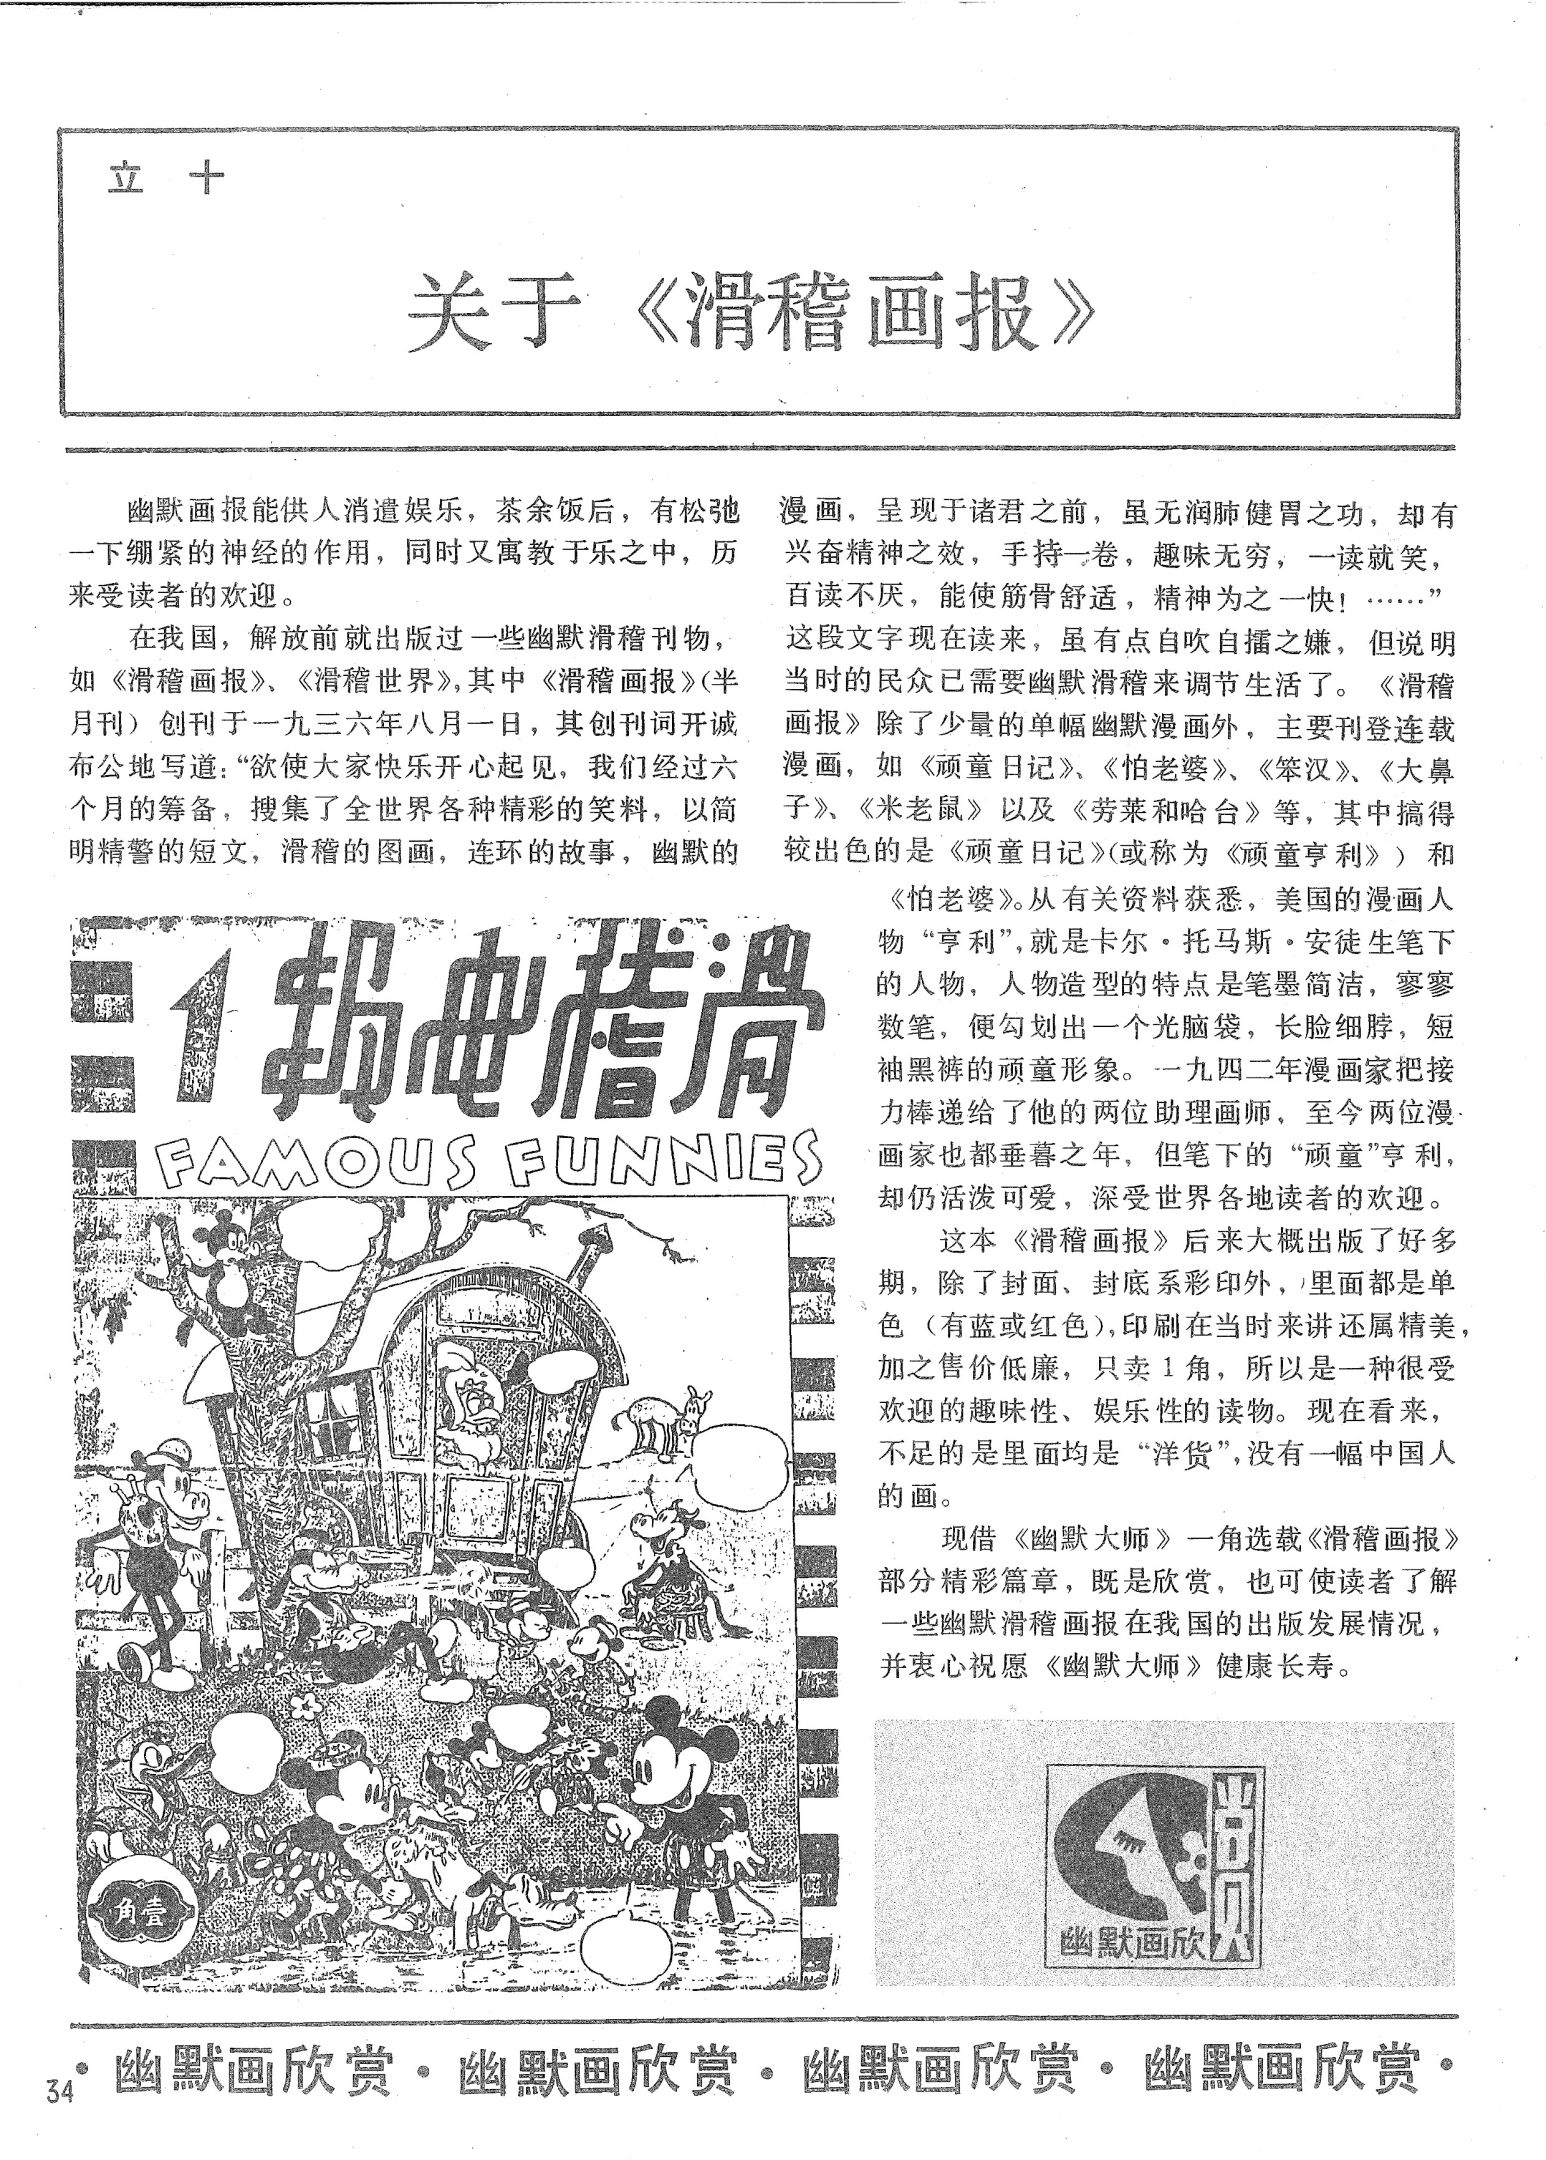 立 十
关于《滑稽画报》
幽默画报能供人消遣娱乐，茶余饭后，有松弛
一下绷紧的神经的作用，同时又寓教于乐之中，历
来受读者的欢迎。
在我国，解放前就出版过一些幽默滑稽刊物，
如《滑稽画报》、《滑稽世界》，其中《滑稽画报》（半
月刊）创刊于一九三六年八月一日，其创刊词开诚
布公地写道：“欲使大家快乐开心起见，我们经过六
个月的筹备，搜集了全世界各种精彩的笑料，以简
明精警的短文，滑稽的图画，连环的故事，幽默的
漫画，呈现于诸君之前，虽无润肺健胃之功，却有
兴奋精神之效，手持一卷，趣味无穷，一读就笑，
百读不厌，能使筋骨舒适，精神为之一快！……”
这段文字现在读来，虽有点自吹自擂之嫌，但说明
当时的民众已需要幽默滑稽来调节生活了。《滑稽
画报》除了少量的单幅幽默漫画外，主要刊登连载
漫画，如《顽童日记》、《怕老婆》、《笨汉》、《大鼻
子》、《米老鼠》以及《劳莱和哈台》等，其中搞得
较出色的是《顽童日记》（或称为《顽童亨利》）和
《怕老婆》。从有关资料获悉，美国的漫画人
物“亨利”，就是卡尔·托马斯·安徒生笔下
的人物，人物造型的特点是笔墨简洁，寥寥
数笔，便勾划出一个光脑袋，长脸细脖，短
袖黑裤的顽童形象。一九四二年漫画家把接
力棒递给了他的两位助理画师，至今两位漫
画家也都垂暮之年，但笔下的“顽童”亨利，
却仍活泼可爱，深受世界各地读者的欢迎。
这本《滑稽画报》后来大概出版了好多
期，除了封面、封底系彩印外，里面都是单
色（有蓝或红色），印刷在当时来讲还属精美，
加之售价低廉，只卖1角，所以是一种很受
欢迎的趣味性、娱乐性的读物。现在看来，
不足的是里面均是“洋货”，没有一幅中国人
的画。
现借《幽默大师》一角选载《滑稽画报》
部分精彩篇章，既是欣赏，也可使读者了解
一些幽默滑稽画报在我国的出版发展情况，
并衷心祝愿《幽默大师》健康长寿。
1 报画稽滑
FAMOUS FUNNIES
角壹
幽默画欣赏
·幽默画欣赏·幽默画欣赏·幽默画欣赏·幽默画欣赏·
34